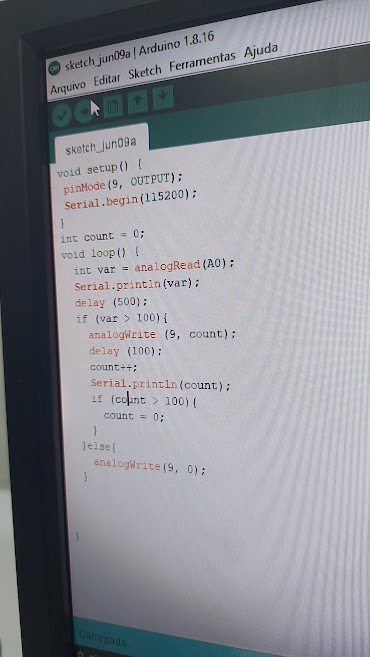 sketch_jun09a | Arduino 1.8.16
Arquivo Editar Sketch Ferramentas Ajuda
sketch_jun09a
void setup() {
pinMode(9, OUTPUT);
Serial.begin(115200);
}
int count = 0;
void loop() {
int var = analogRead(A0);
Serial.println(var);
delay (500);
if (var > 100){
analogWrite (9, count);
delay (100);
count++;
Serial.println(count);
if (count > 100){
count = 0;
}
}else{
analogWrite(9, 0);
}
}
Carregado.